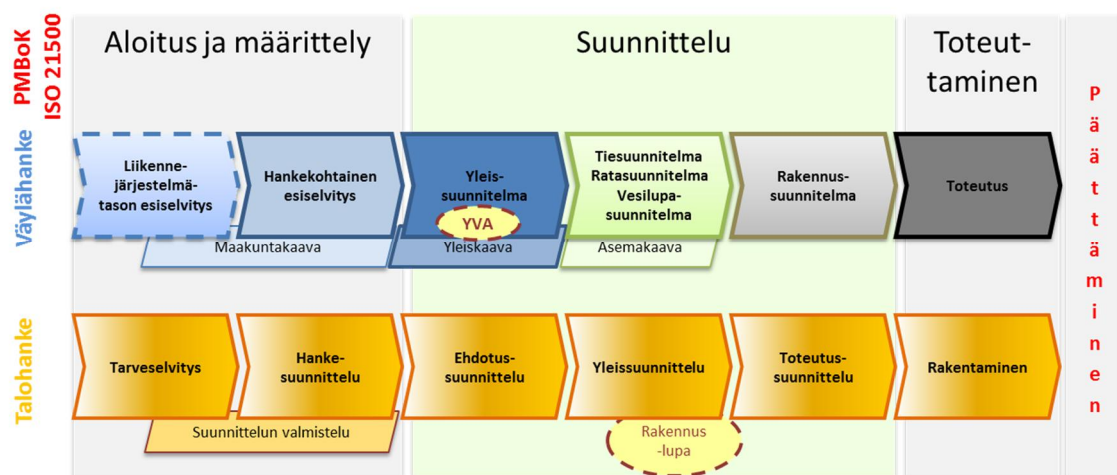 PMBoK
ISO 21500
Aloitus ja määrittely
Suunnittelu
Toteut-
taminen
Päättäminen
Väylähanke
Liikenne-
järjestelmä-
tason esiselvitys
Hankekohtainen
esiselvitys
Yleis-
suunnitelma
YVA
Tiesuunnitelma
Ratasuunnitelma
Vesilupa-
suunnitelma
Rakennus-
suunnitelma
Toteutus
Maakuntakaava
Yleiskaava
Asemakaava
Talohanke
Tarveselvitys
Hanke-
suunnittelu
Ehdotus-
suunnittelu
Yleissuunnittelu
Toteutus-
suunnittelu
Rakentaminen
Suunnittelun valmistelu
Rakennus
-lupa